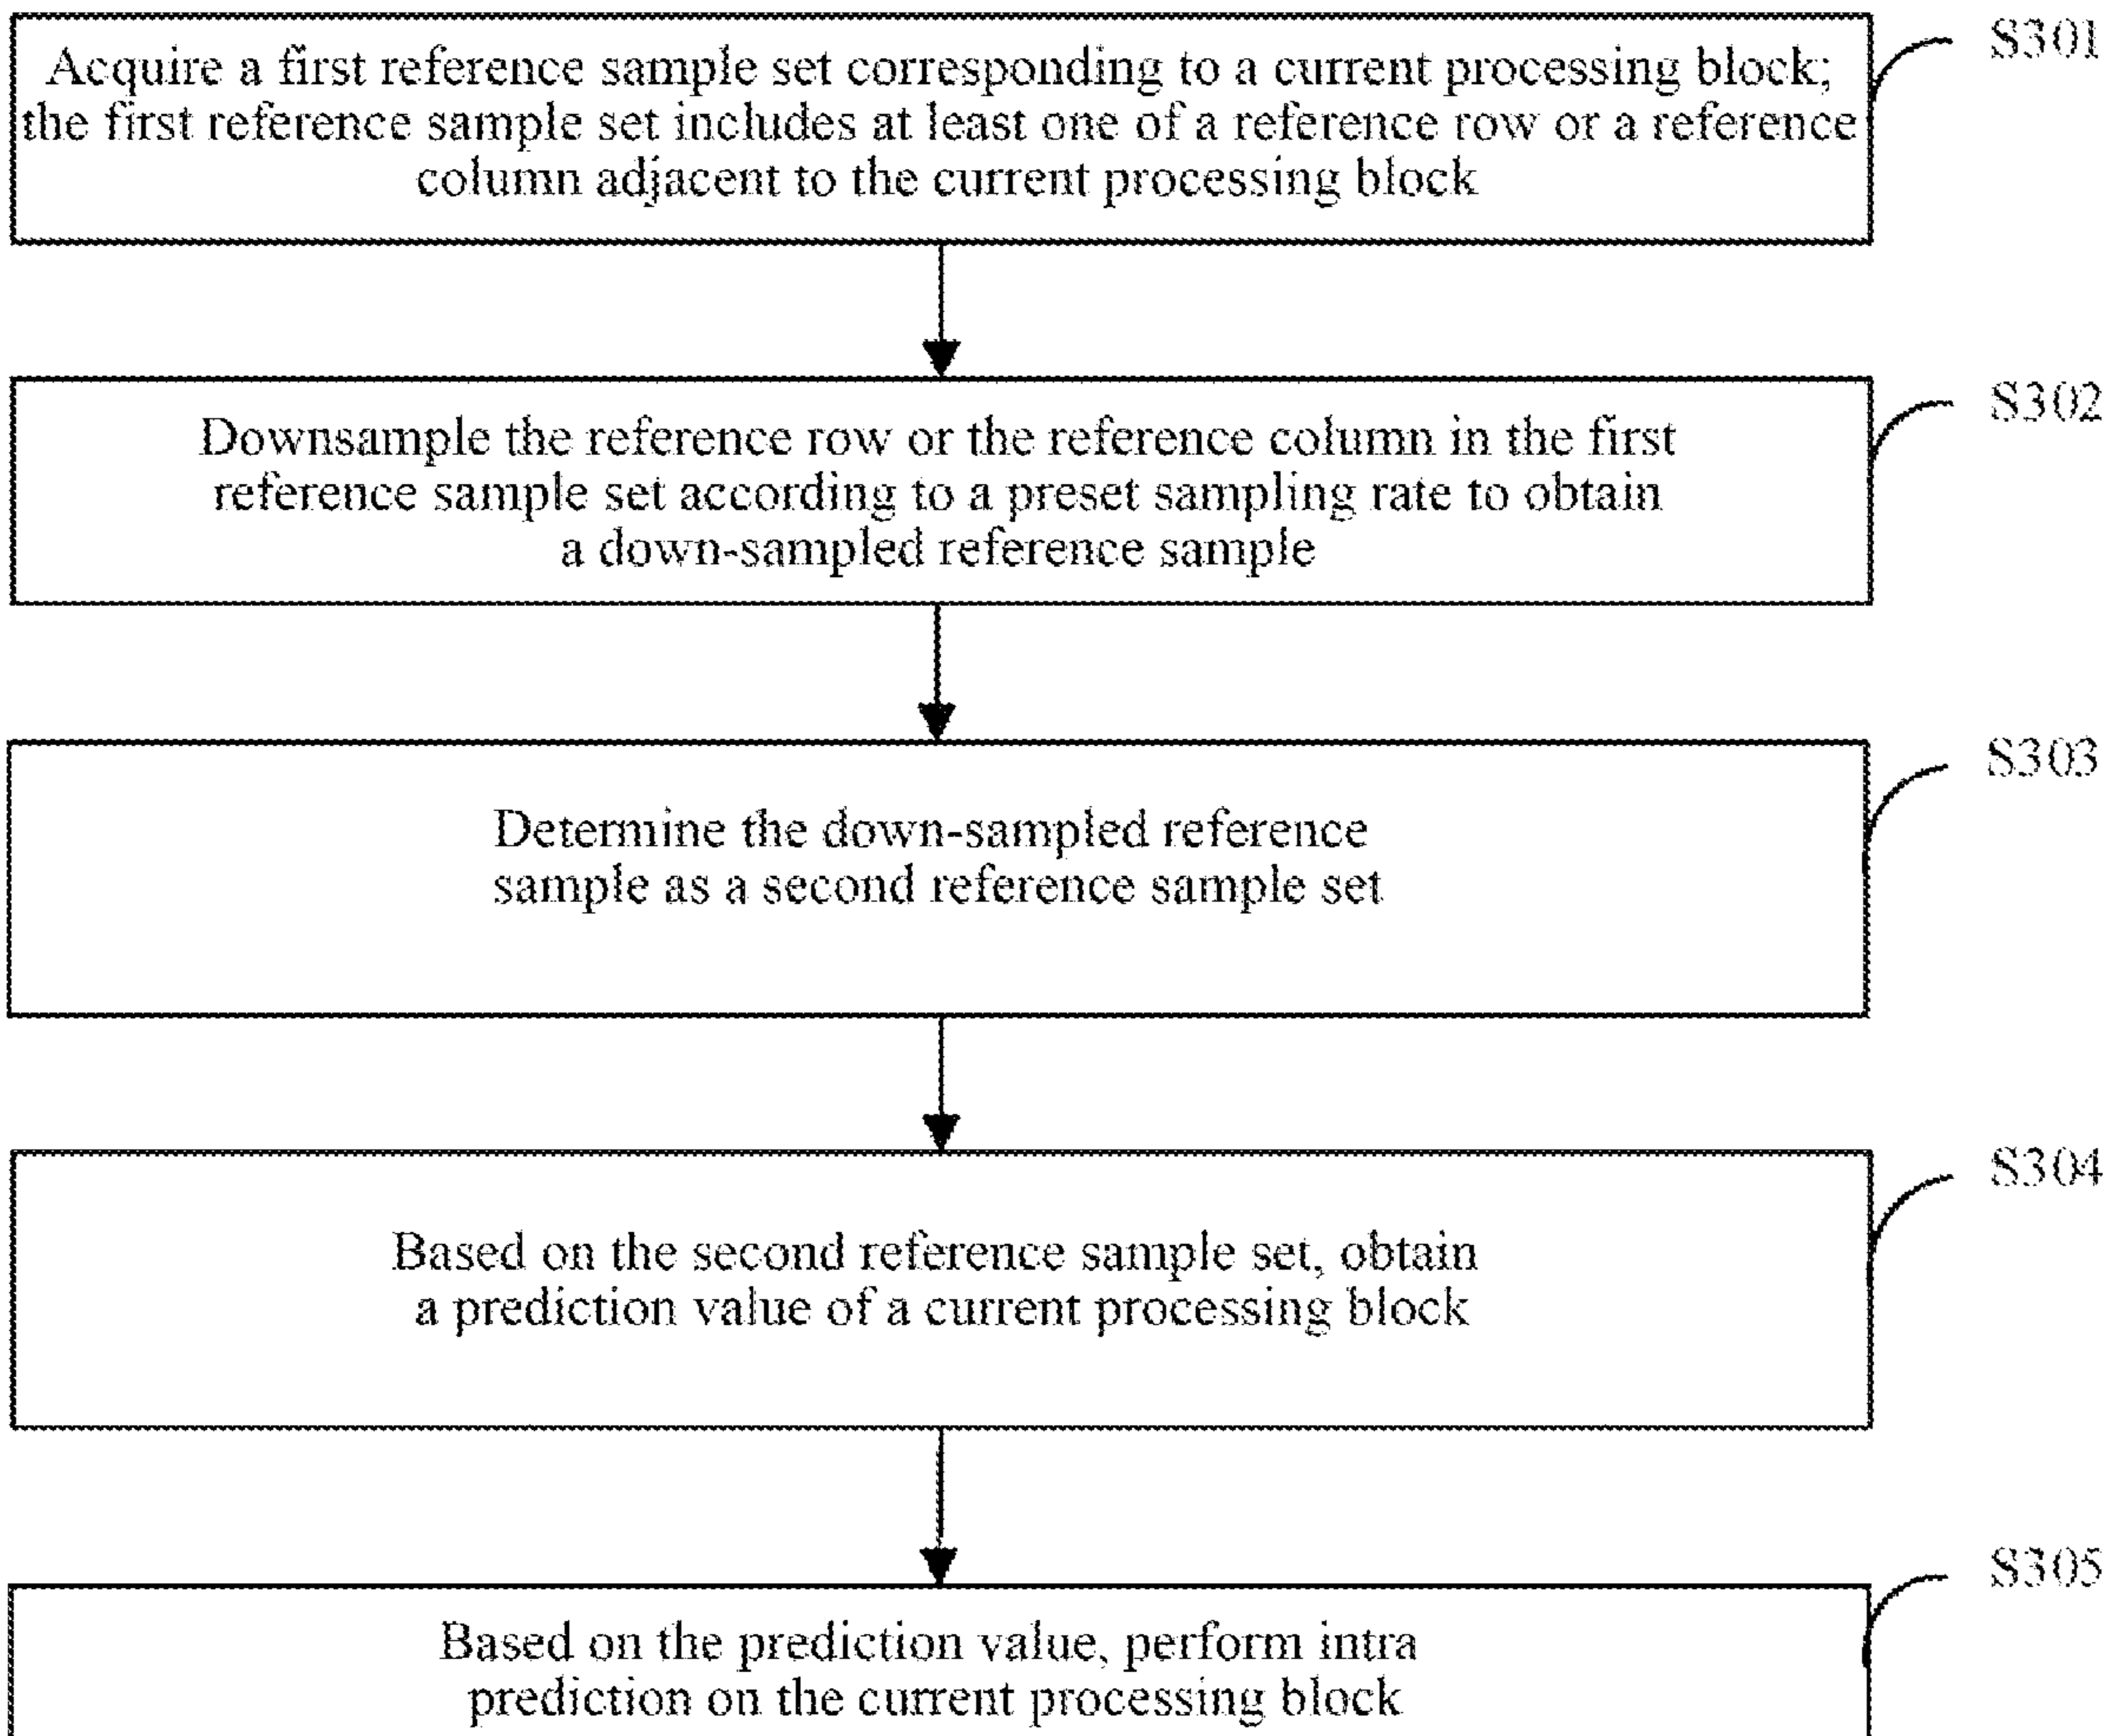 S301
Acquire a first reference sample set corresponding to a current processing block;
the first reference sample set includes at least one of a reference row or a reference
column adjacent to the current processing block
S302
Downsample the reference row or the reference column in the first
reference sample set according to a preset sampling rate to obtain
a down-sampled reference sample
S303
Determine the down-sampled reference
sample as a second reference sample set
S304
Based on the second reference sample set, obtain
a prediction value of a current processing block
S305
Based on the prediction value, perform intra
prediction on the current processing block